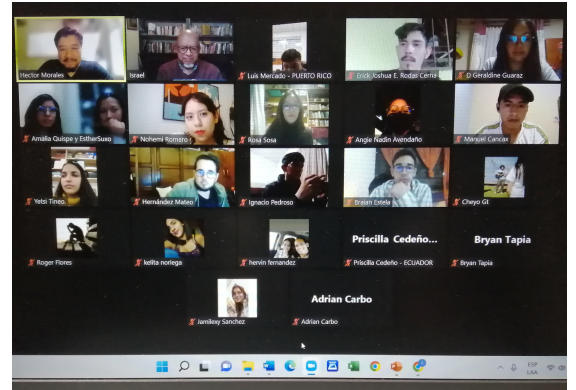 Hector Morales
Israel
Luis Mercado - PUERTO RICO
Erick Joshua E. Rodas Cerna
D Geraldine Guaraz
Amalia Quispe y EstherSuxo
Nohemi Romero
Rosa Sosa
Angie Nadin Avendaño
Manuel Cancax
Yetsi Tineo
Hernández Mateo
Ignacio Pedroso
Braian Estela
Cheyo GT
Roger Flores
kelita noriega
hervin fernandez
Priscilla Cedeño...
Priscilla Cedeño - ECUADOR
Bryan Tapia
Bryan Tapia
Jamilexy Sanchez
Adrian Carbo
Adrian Carbo
ESP
LAA